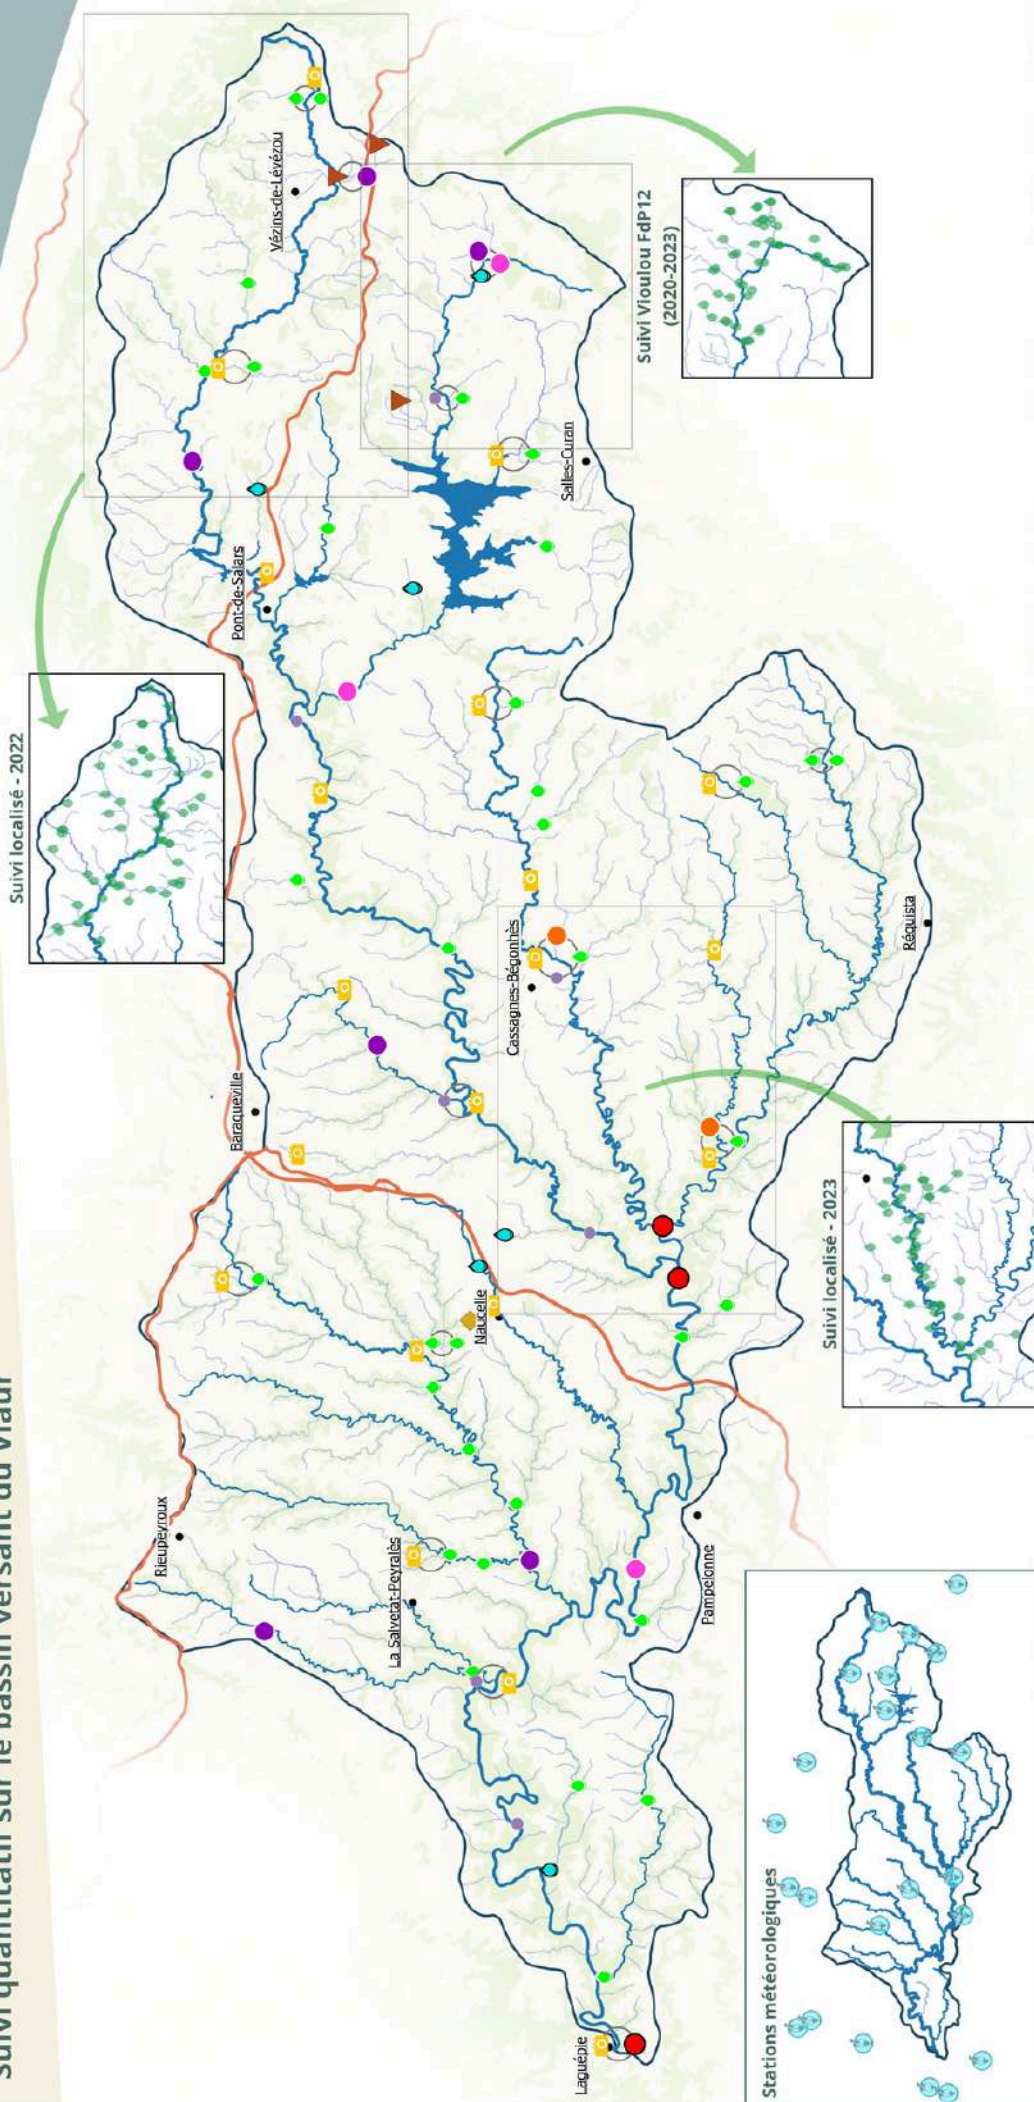 Suivi quantitatif sur le bassin versant du Viaur
Suivi localisé - 2022
Rieupeyroux
Baraqueville
Pont-de-Salars
Vézins-de-Lévézou
La Salvetat-Peyralès
Naucelle
Cassagnes-Bégonhès
Salles-Curan
Laguépie
Pampelonne
Réquista
Suivi Vioulou FdP12
(2020-2023)
Suivi localisé - 2023
Stations météorologiques